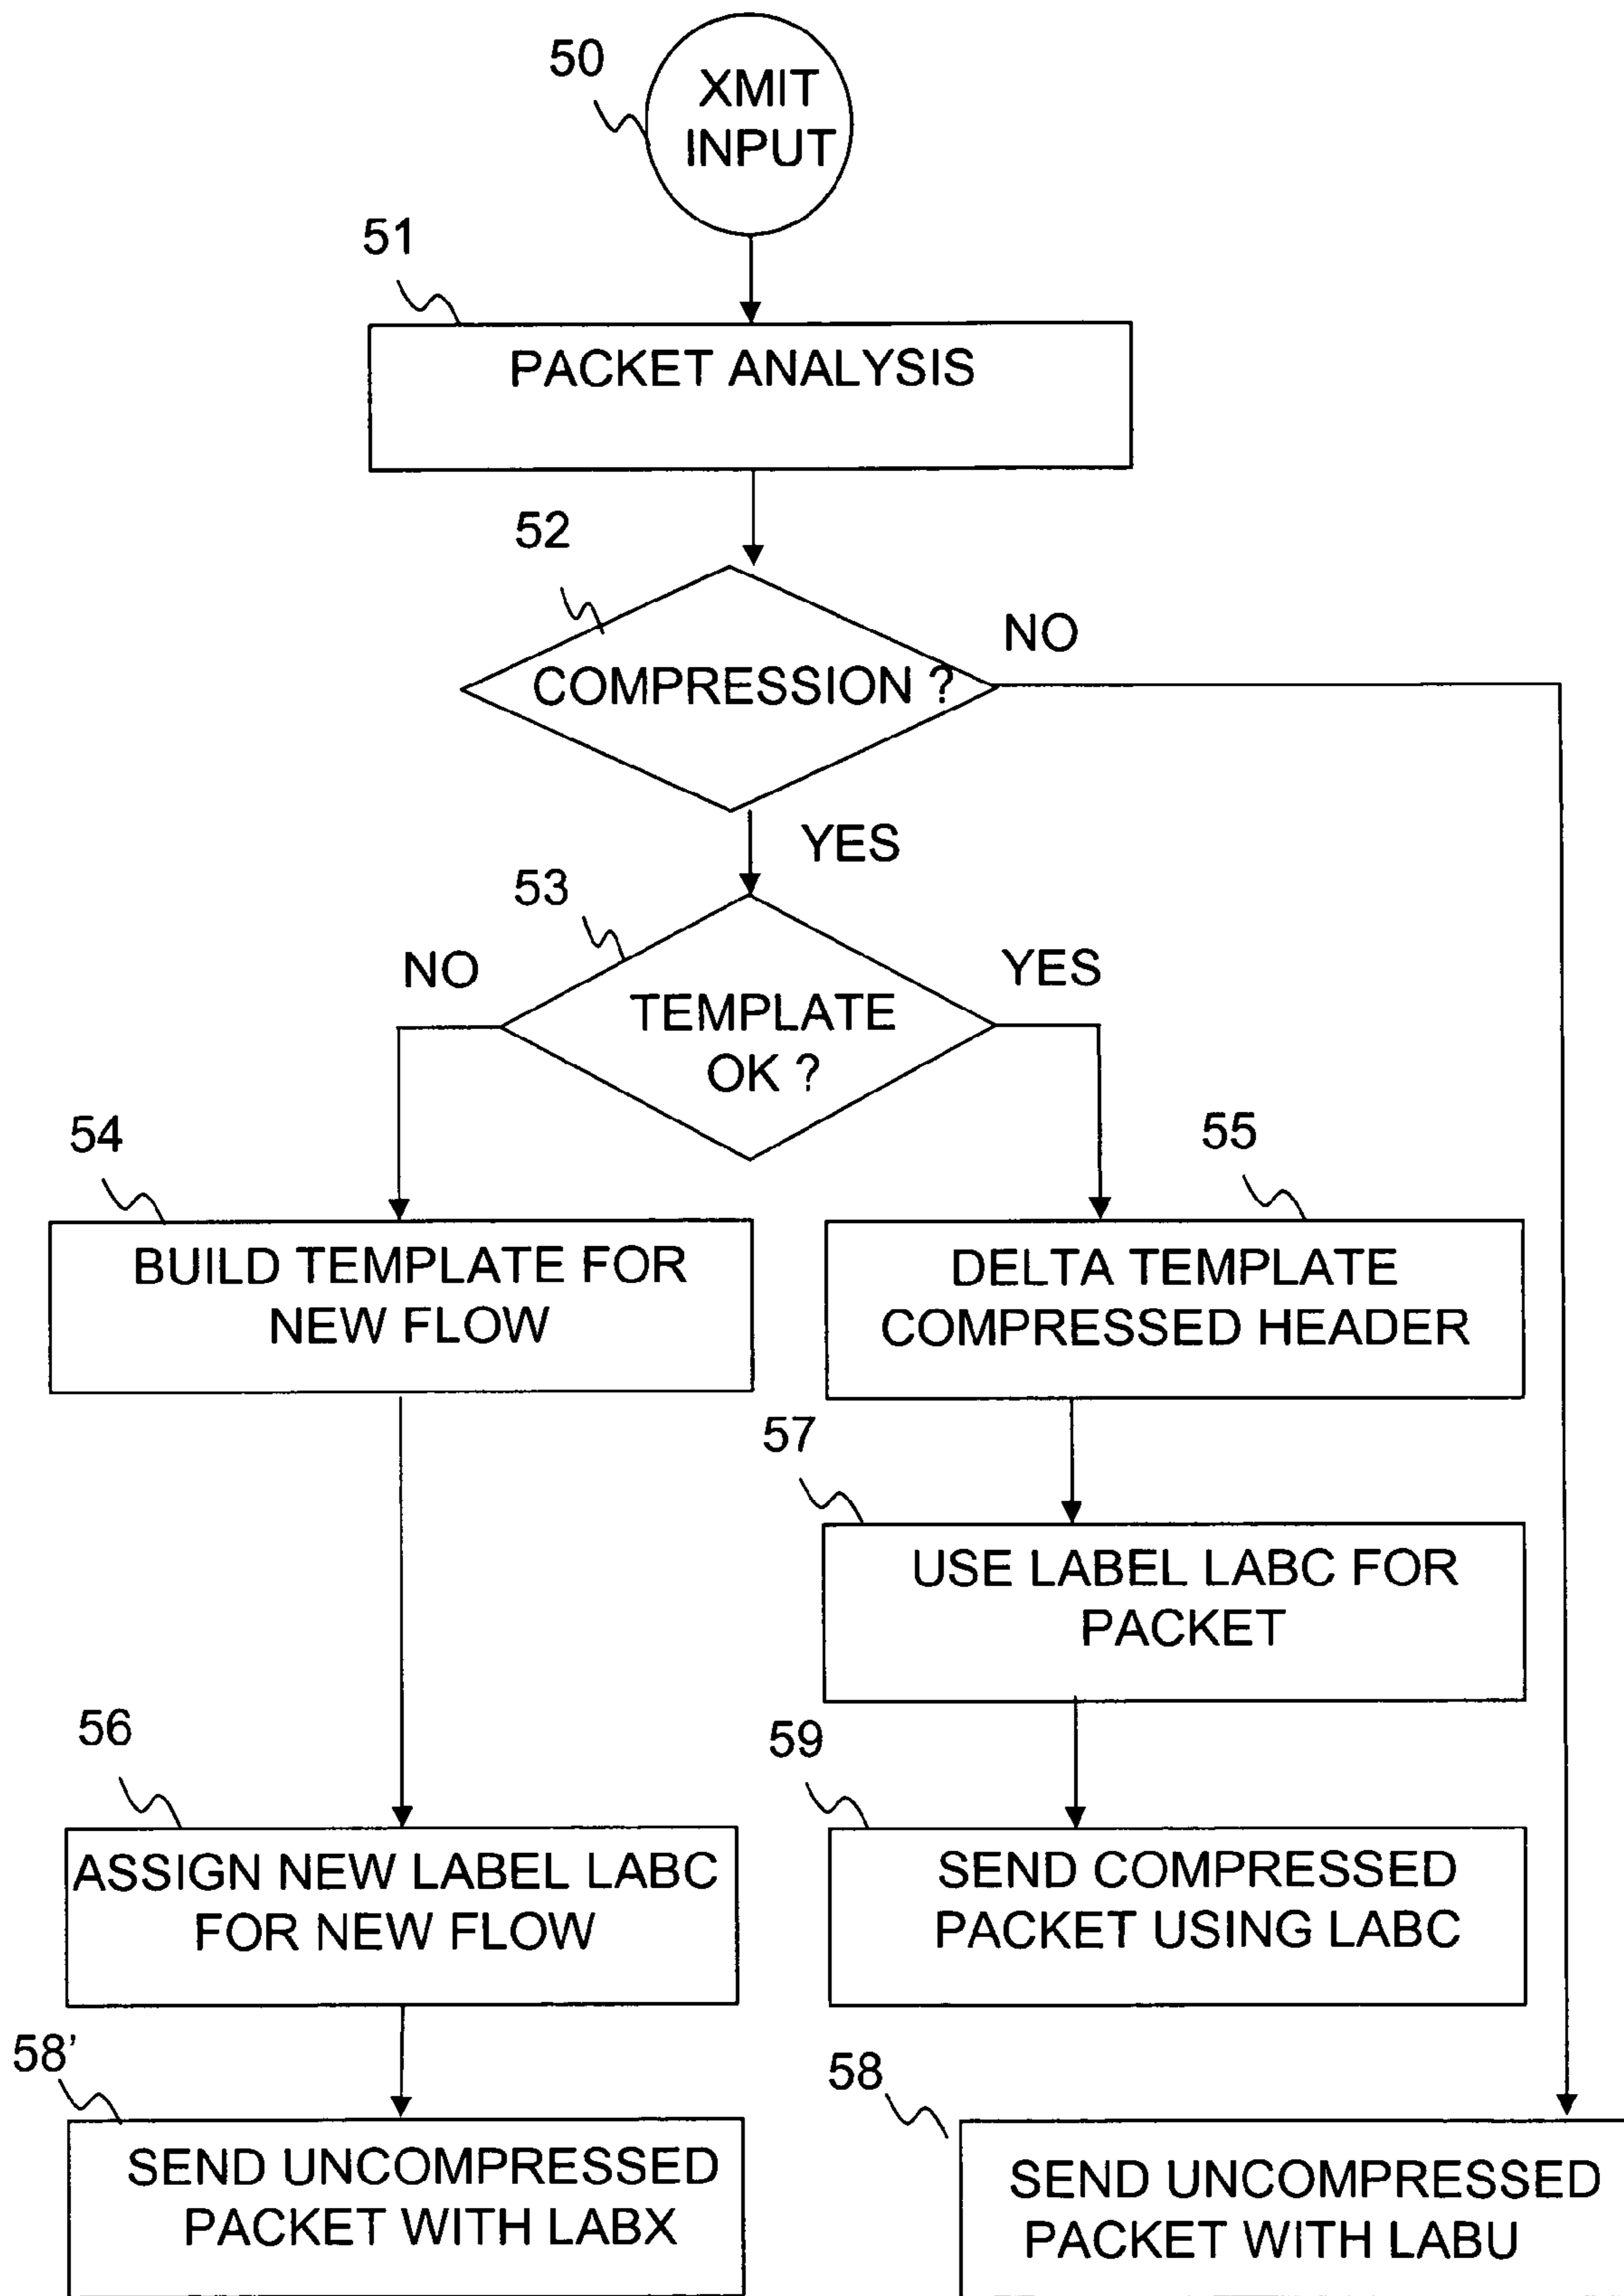 50
XMIT
INPUT
51
PACKET ANALYSIS
52
NO
COMPRESSION ?
YES
53
NO
YES
TEMPLATE
OK ?
54
55
BUILD TEMPLATE FOR
NEW FLOW
DELTA TEMPLATE
COMPRESSED HEADER
57
USE LABEL LABC FOR
PACKET
56
59
ASSIGN NEW LABEL LABC
FOR NEW FLOW
SEND COMPRESSED
PACKET USING LABC
58'
58
SEND UNCOMPRESSED
PACKET WITH LABX
SEND UNCOMPRESSED
PACKET WITH LABU